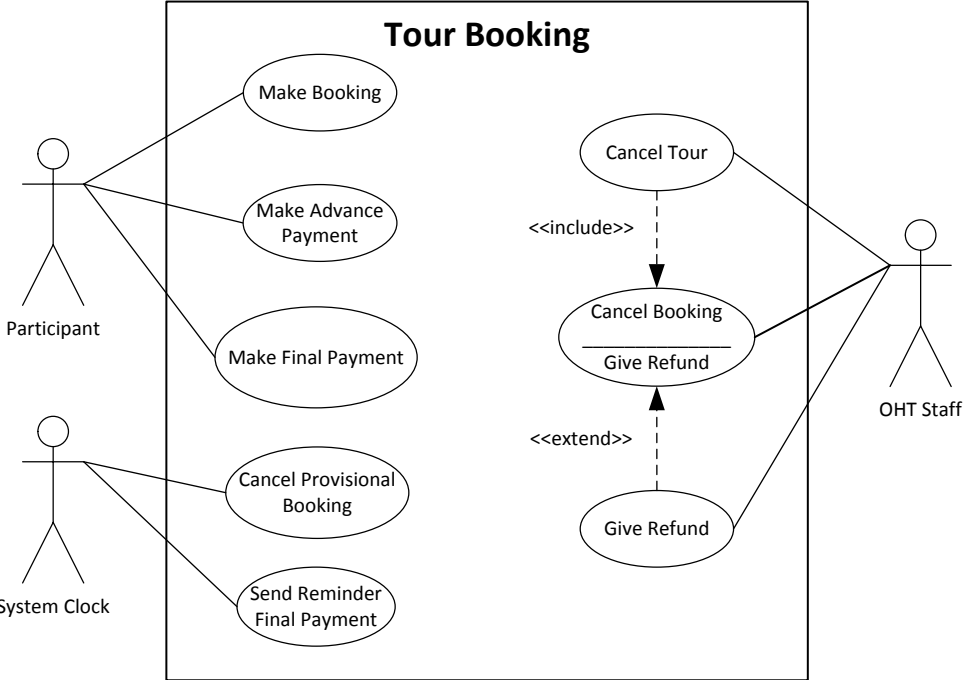 Tour Booking
Make Booking
Cancel Tour
Make Advance
Payment
<<include>>
Participant
Cancel Booking
Give Refund
Make Final Payment
OHT Staff
<<extend>>
Cancel Provisional
Booking
Give Refund
System Clock
Send Reminder
Final Payment